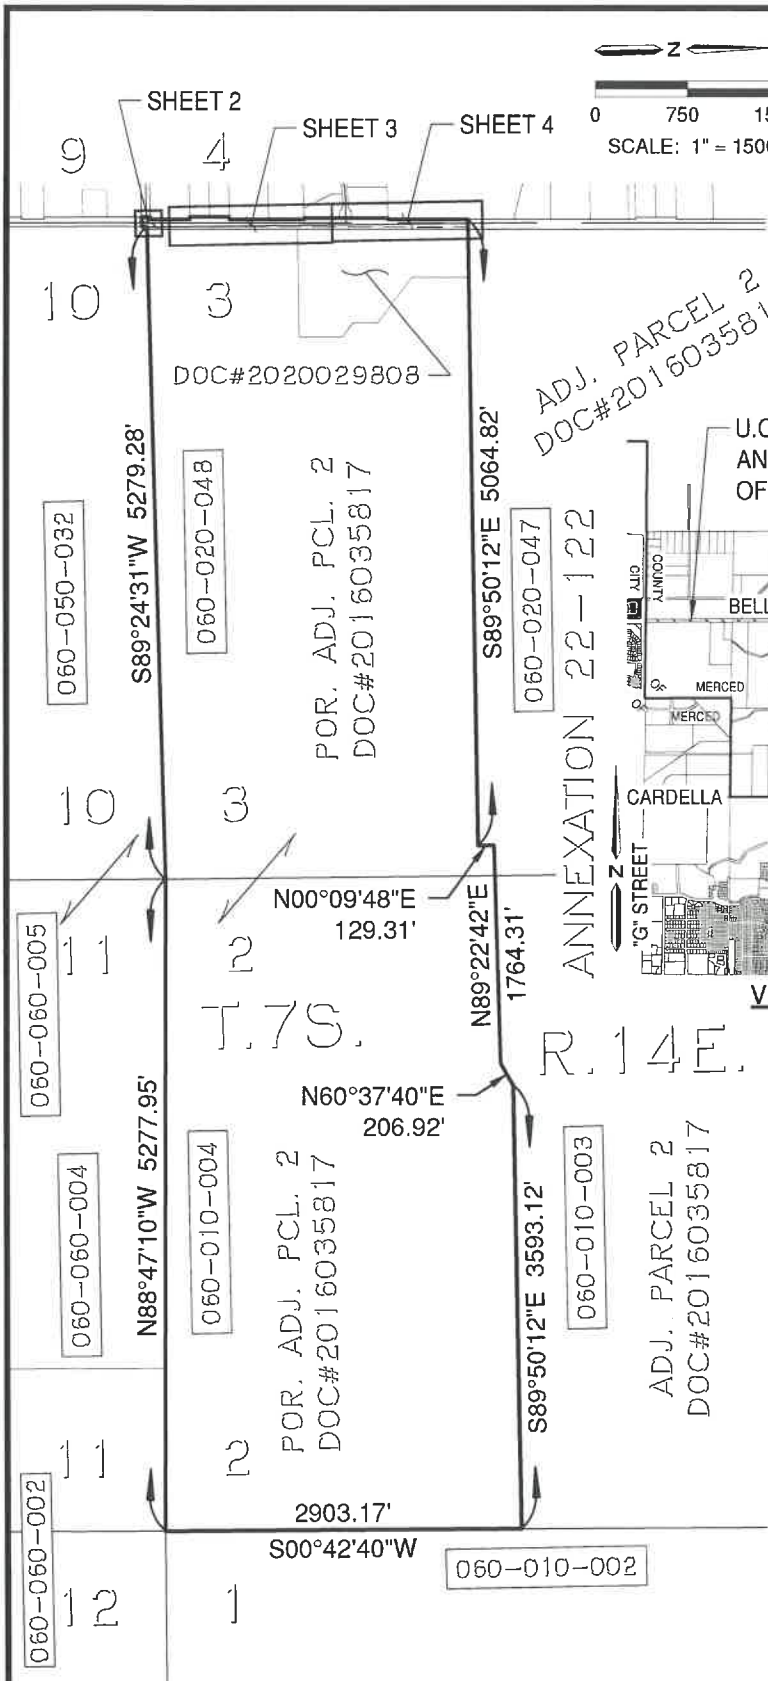 Z
0 750
SCALE: 1" =
SHEET 2
SHEET 3
SHEET 4
9 4
10 3
DOC#2020029808
ADJ. PARCEL 2
S89°24'31"W 5279.28'
060-050-032
060-020-048
POR. ADJ. PCL. 2
DOC#2016035817
S89°50'12"E 5064.82'
060-020-047
ANNEXATION 22-122
CITY
COUNTY
MERCED
MERCED
CARDELLA
Z
"G" STREET
10 3
N00°09'48"E
129.31'
N89°22'42"E
1764.31'
11 2
060-060-005
T.7S.
R.14E.
N60°37'40"E
206.92'
N88°47'10"W 5277.95'
060-060-004
060-010-004
POR. ADJ. PCL. 2
DOC#2016035817
S89°50'12"E 3593.12'
060-010-003
ADJ. PARCEL 2
DOC#2016035817
11 2
2903.17'
S00°42'40"W
060-010-002
060-060-002
12 1